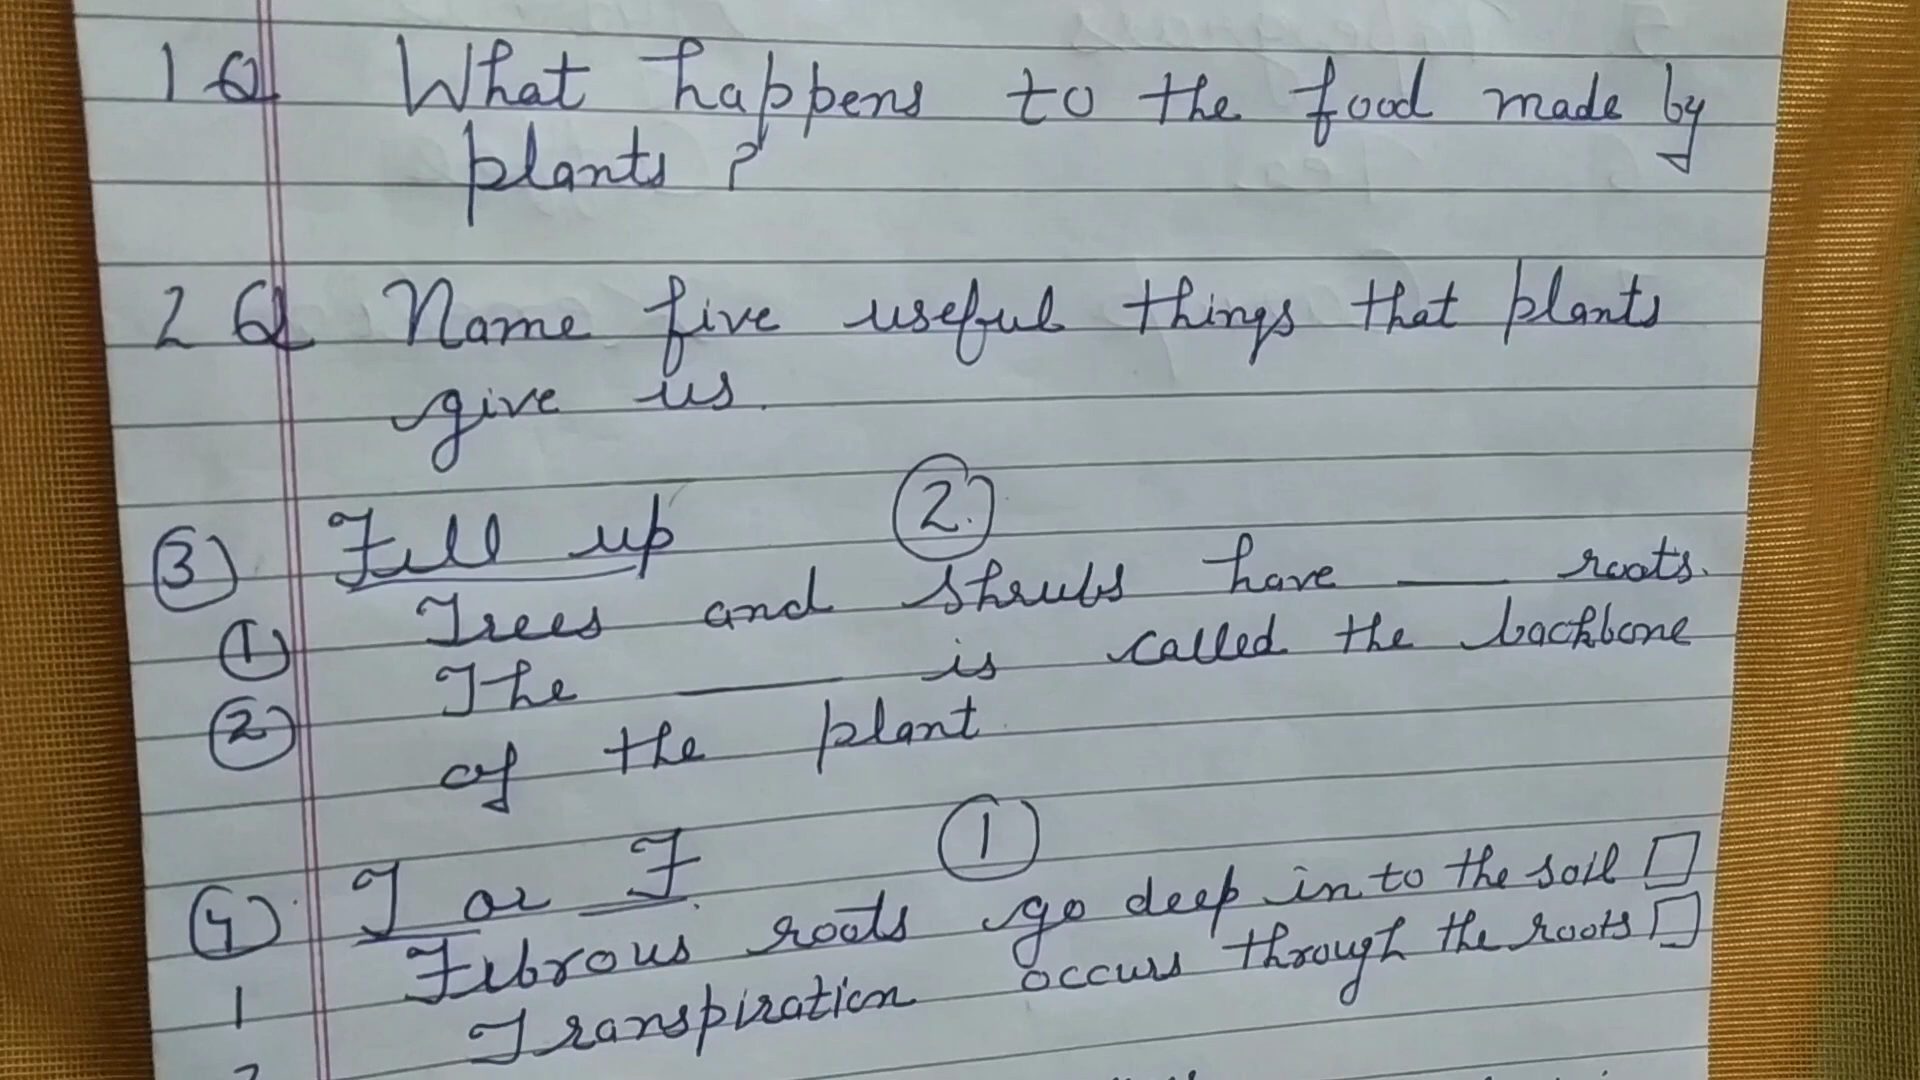 1 Q What happens to the food made by
plants ?
2 Q Name five useful things that plants
give us.
3 Fill up 2.
1 Trees and shrubs have ___ roots.
2 The ___ is called the backbone
of the plant
4 T or F 1
1 Fibrous roots go deep in to the soil □
2 Transpiration occurs through the roots □